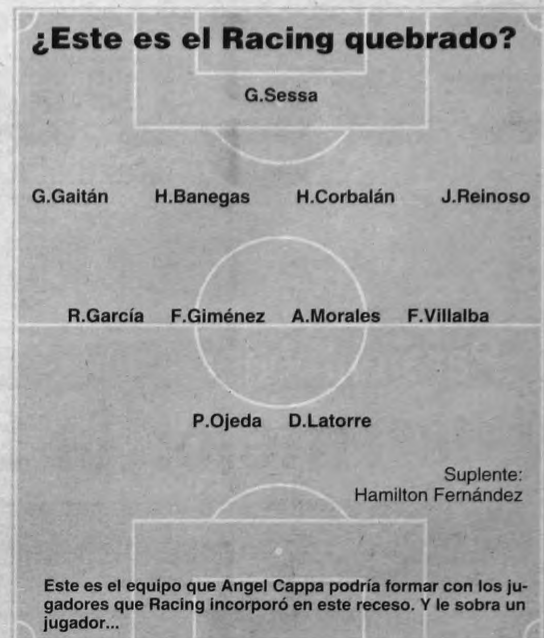 ¿Este es el Racing quebrado?
G.Sessa
G.Gaitán H.Banegas H.Corbalán J.Reinoso
R.García F.Giménez A.Morales F.Villalba
P.Ojeda D.Latorre
Suplente:
Hamilton Fernández
Este es el equipo que Angel Cappa podría formar con los ju-
gadores que Racing incorporó en este receso. Y le sobra un
jugador...